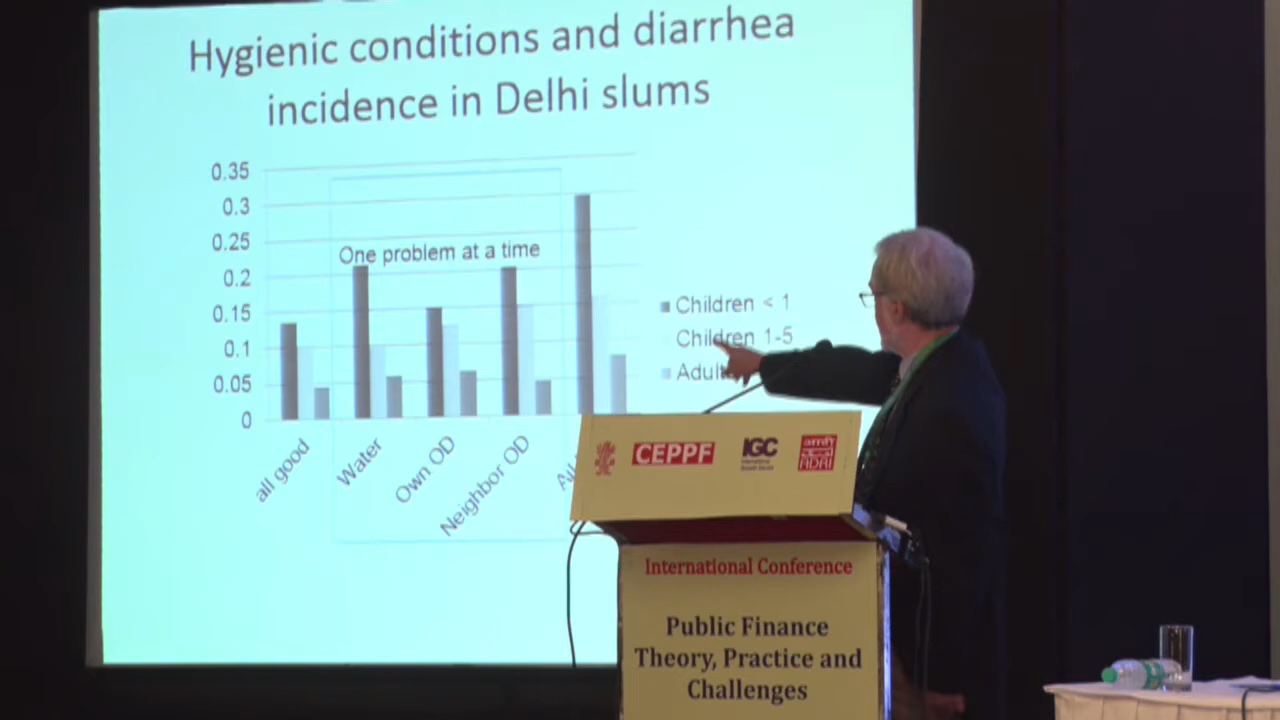 Hygienic conditions and diarrhea
incidence in Delhi slums
0.35
0.3
0.25
0.2
0.15
0.1
0.05
0
One problem at a time
all good
Water
Own OD
Neighbor OD
Children < 1
Children 1-5
CEPPF
IGC
International Conference
Public Finance
Theory, Practice and
Challenges